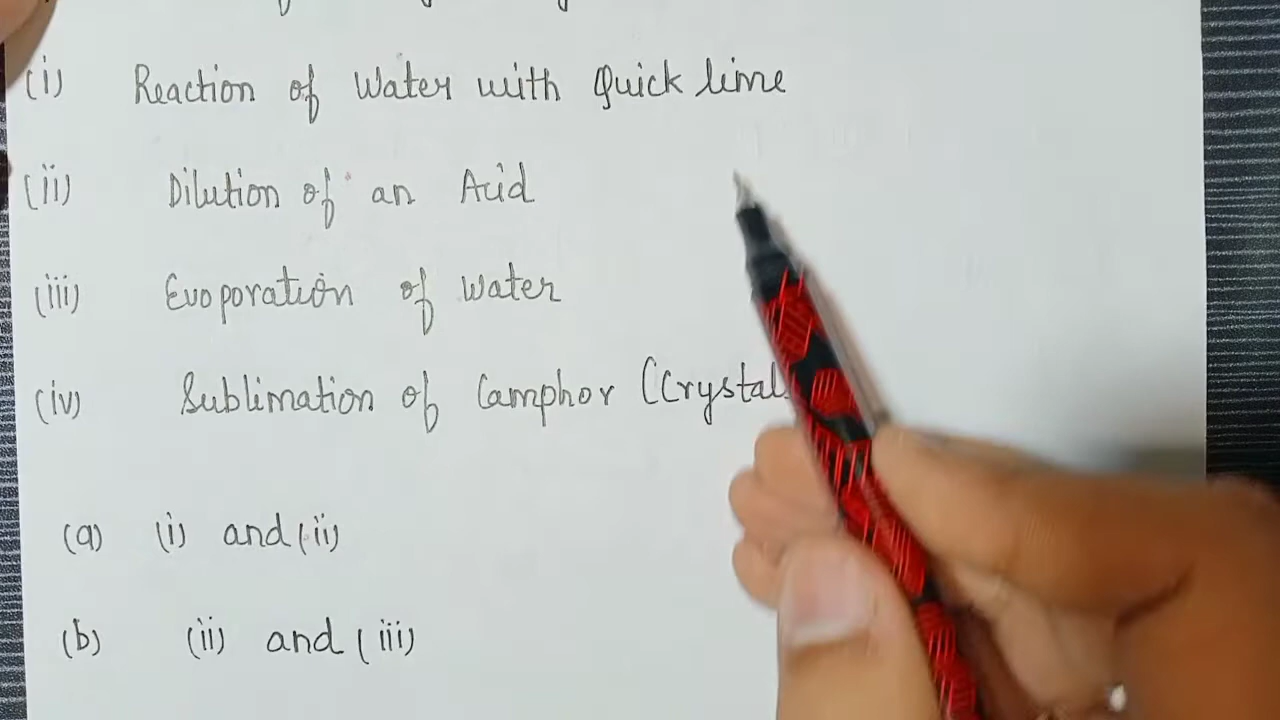 (i) Reaction of Water with Quick lime
(ii) Dilution of an Acid
(iii) Evoporation of water
(iv) Sublimation of Camphor (Crystal
(a) (i) and (ii)
(b) (ii) and (iii)